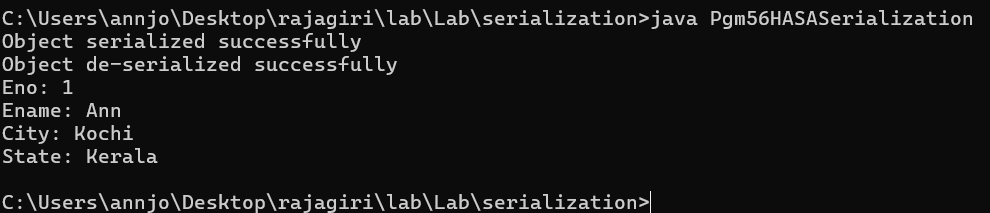 C:\Users\annjo\Desktop\rajagiri\lab\Lab\serialization>java Pgm56HASASerialization
Object serialized successfully
Object de-serialized successfully
Eno: 1
Ename: Ann
City: Kochi
State: Kerala
C:\Users\annjo\Desktop\rajagiri\lab\Lab\serialization>